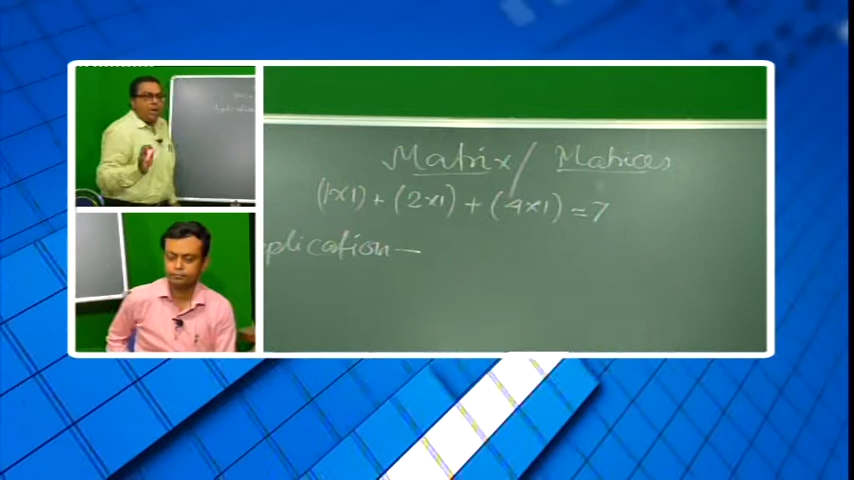 Matrix / Matrices
(1×1) + (2×1) + (4×1) = 7
plication —